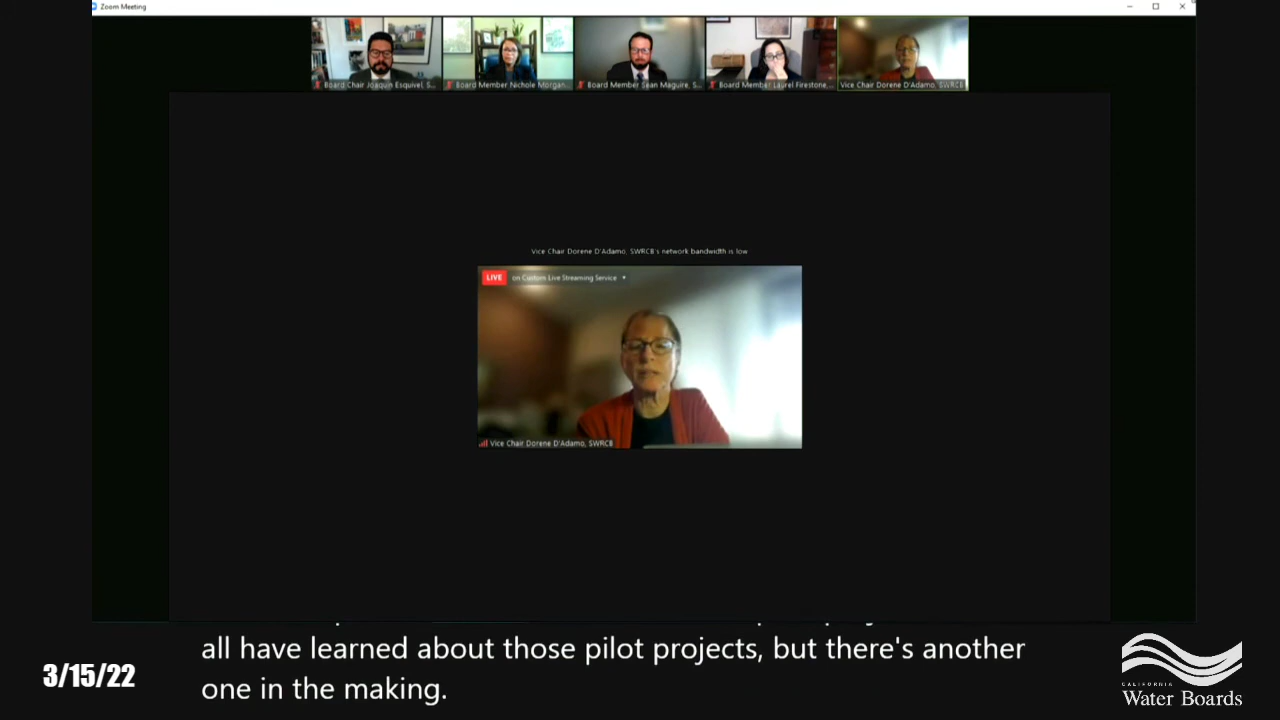 Zoom Meeting
Board Chair Joaquin Esquivel, S...
Board Member Nichole Morgan...
Board Member Sean Maguire, S...
Board Member Laurel Firestone...
Vice Chair Dorene D'Adamo, SWRCB
Vice Chair Dorene D'Adamo, SWRCB's network bandwidth is low
LIVE on Custom Live Streaming Service
Vice Chair Dorene D'Adamo, SWRCB
all have learned about those pilot projects, but there's another
one in the making.
3/15/22
CALIFORNIA
Water Boards